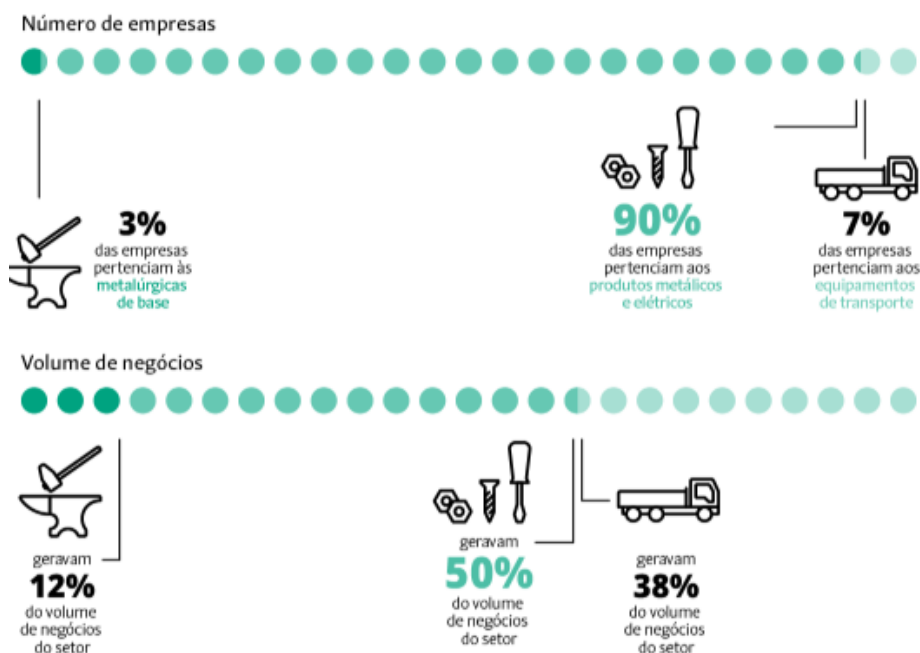 Número de empresas
3%
das empresas
pertenciam às
metalúrgicas
de base
90%
das empresas
pertenciam aos
produtos metálicos
e elétricos
7%
das empresas
pertenciam aos
equipamentos
de transporte
Volume de negócios
geravam
12%
do volume
de negócios
do setor
geravam
50%
do volume
de negócios
do setor
geravam
38%
do volume
de negócios
do setor